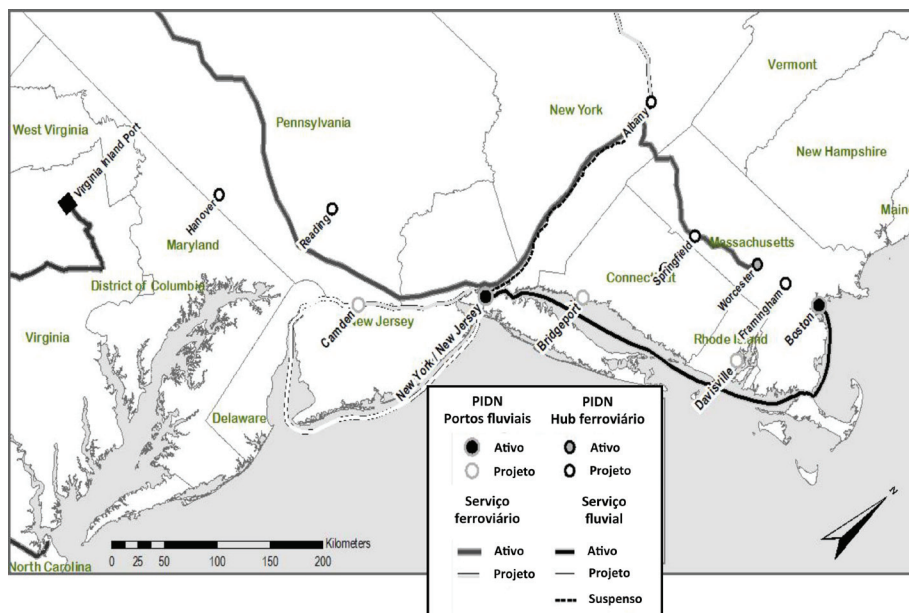 Vermont
New York
Pennsylvania
West Virginia
New Hampshire
Maine
Albany
Virginia Inland Port
Hanover
Reading
Maryland
Springfield
Massachusetts
Worcester
Connecticut
District of Columbia
Framingham
Boston
Virginia
Camden
New Jersey
New York / New Jersey
Bridgeport
Rhode Island
Davisville
Delaware
North Carolina
Kilometers
0 25 50 100 150 200
N
PIDN
Portos fluviais
Ativo
Projeto
PIDN
Hub ferroviário
Ativo
Projeto
Serviço
ferroviário
Ativo
Projeto
Serviço
fluvial
Ativo
Projeto
Suspenso